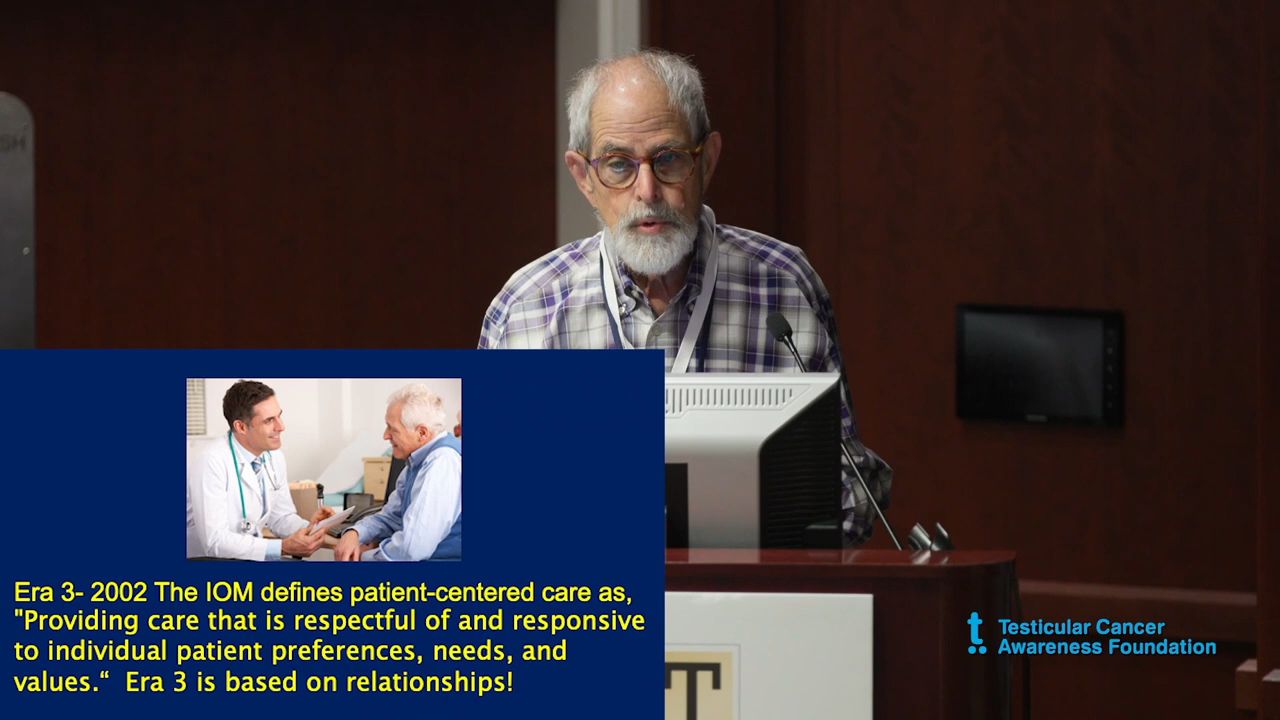 SH
Era 3- 2002 The IOM defines patient-centered care as,
"Providing care that is respectful of and responsive
to individual patient preferences, needs, and
values.“ Era 3 is based on relationships!
T
t.
Testicular Cancer
Awareness Foundation